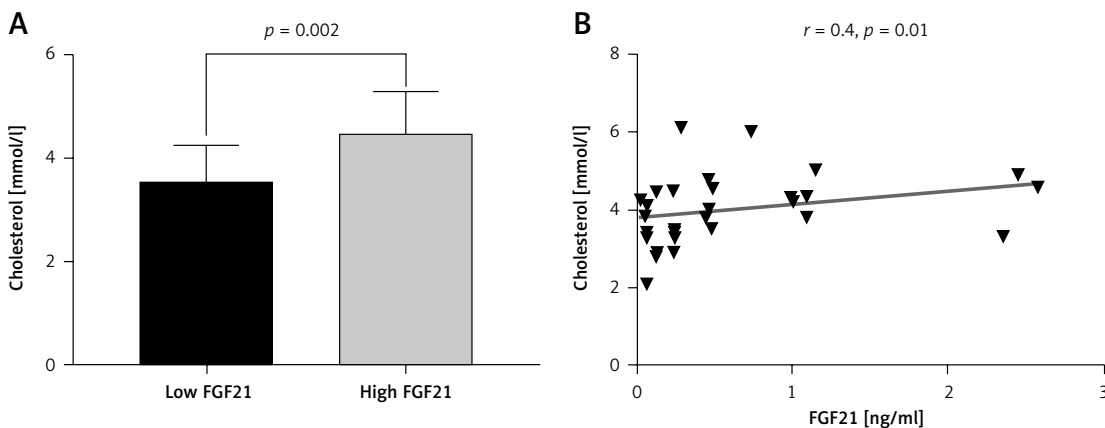 A
p = 0.002
Cholesterol [mmol/l]
6
4
2
0
Low FGF21 High FGF21
B
r = 0.4, p = 0.01
Cholesterol [mmol/l]
8
6
4
2
0
0 1 2 3
FGF21 [ng/ml]